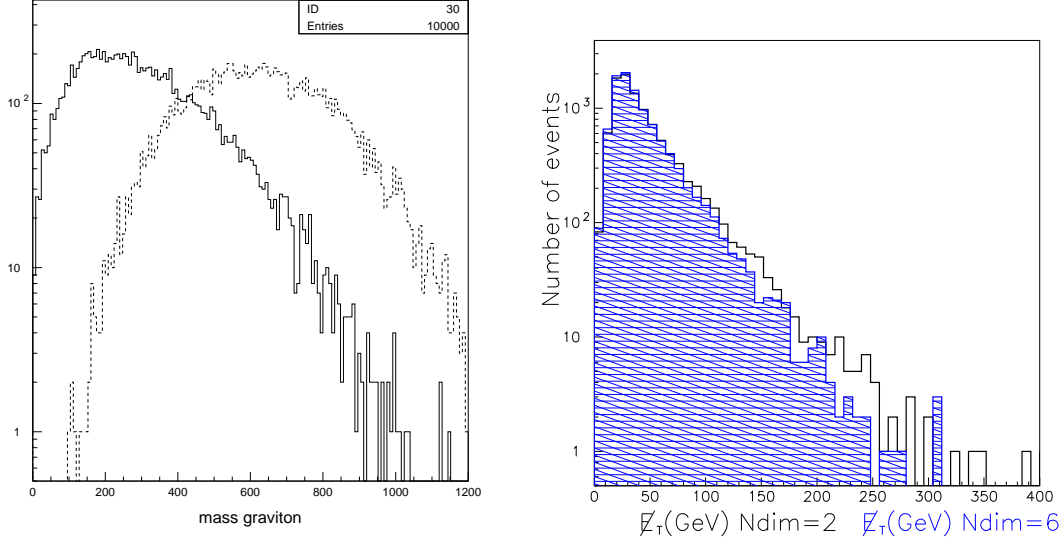 ID 30
Entries 10000
10²
10
1
0 200 400 600 800 1000 1200
mass graviton
Number of events
10³
10²
10
1
0 50 100 150 200 250 300 350 400
E̸_T(GeV) Ndim=2 E̸_T(GeV) Ndim=6